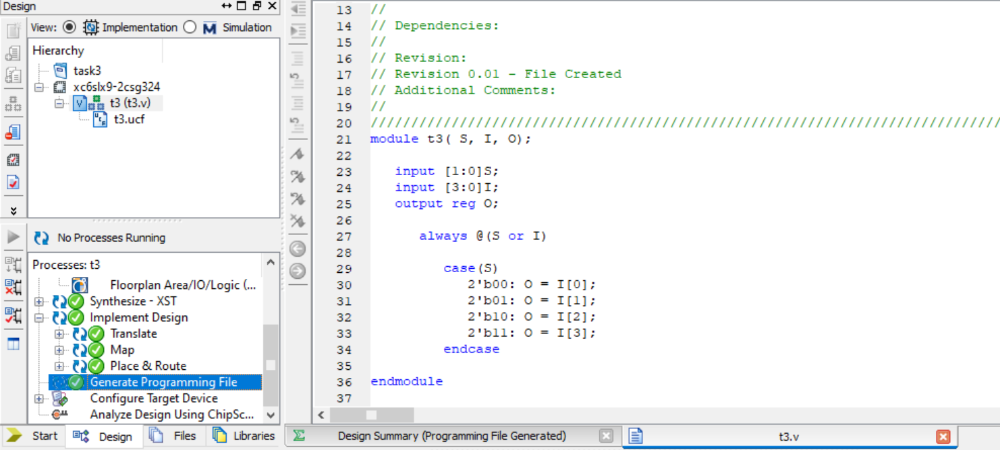 Design
View: Implementation Simulation
Hierarchy
task3
xc6slx9-2csg324
t3 (t3.v)
t3.ucf
No Processes Running
Processes: t3
Floorplan Area/IO/Logic (...
Synthesize - XST
Implement Design
Translate
Map
Place & Route
Generate Programming File
Configure Target Device
Analyze Design Using ChipSc...
Start Design Files Libraries
13 //
14 // Dependencies:
15 //
16 // Revision:
17 // Revision 0.01 - File Created
18 // Additional Comments:
19 //
20 //////////////////////////////////////////////////////////////////////////////
21 module t3( S, I, O);
22
23 input [1:0]S;
24 input [3:0]I;
25 output reg O;
26
27 always @(S or I)
28
29 case(S)
30 2'b00: O = I[0];
31 2'b01: O = I[1];
32 2'b10: O = I[2];
33 2'b11: O = I[3];
34 endcase
35
36 endmodule
37
Design Summary (Programming File Generated) t3.v